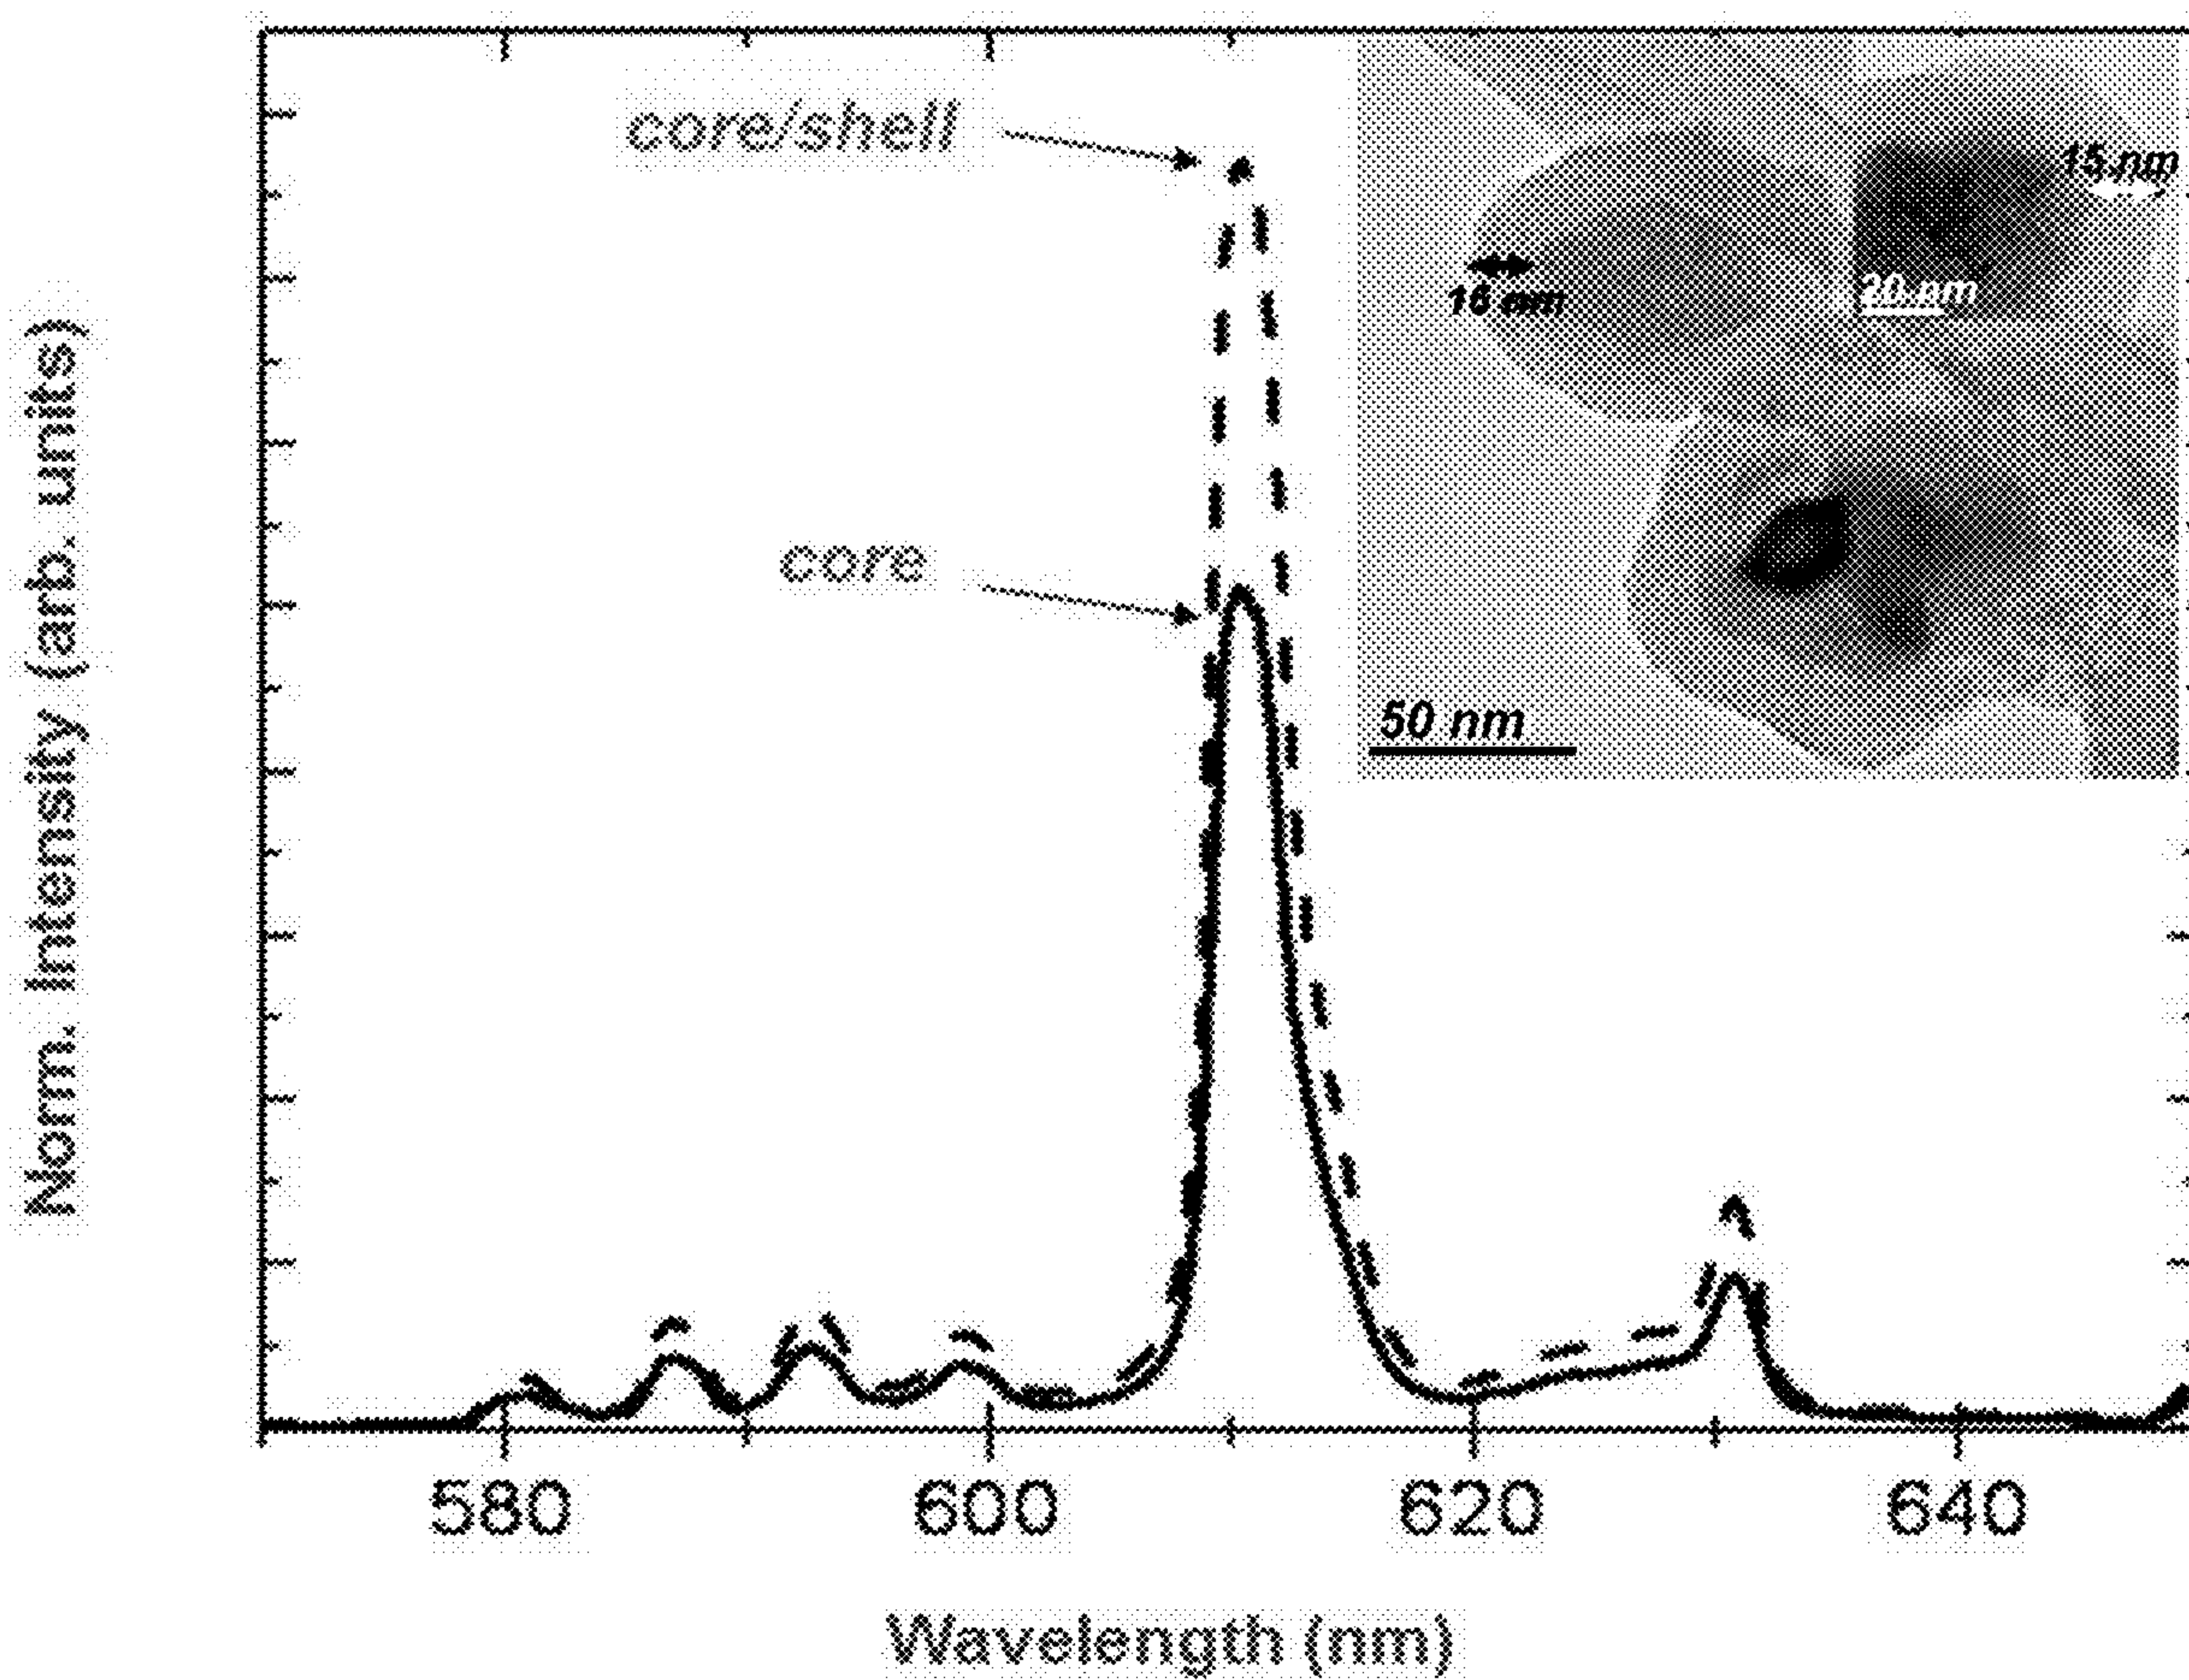 Norm. Intensity (arb. units)
core/shell
core
15 nm
16 nm
20 nm
50 nm
580 600 620 640
Wavelength (nm)